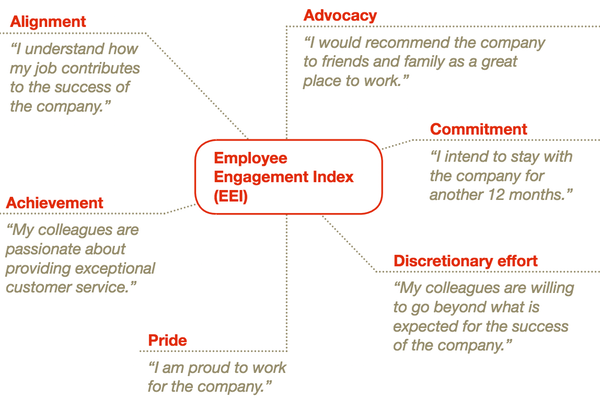 Alignment
“I understand how
my job contributes
to the success of
the company.”
Advocacy
“I would recommend the company
to friends and family as a great
place to work.”
Employee
Engagement Index
(EEI)
Commitment
“I intend to stay with
the company for
another 12 months.”
Achievement
“My colleagues are
passionate about
providing exceptional
customer service.”
Discretionary effort
“My colleagues are willing
to go beyond what is
expected for the success
of the company.”
Pride
“I am proud to work
for the company.”